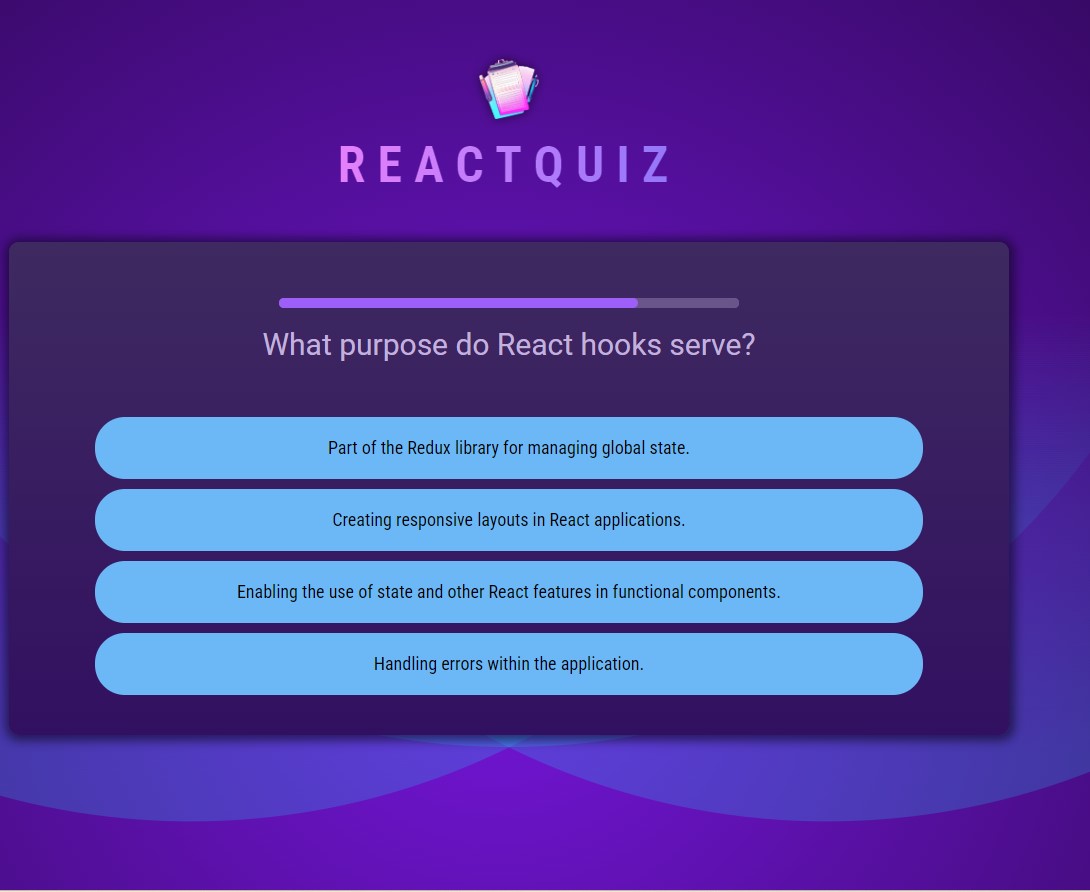 REACTQUIZ
What purpose do React hooks serve?
Part of the Redux library for managing global state.
Creating responsive layouts in React applications.
Enabling the use of state and other React features in functional components.
Handling errors within the application.